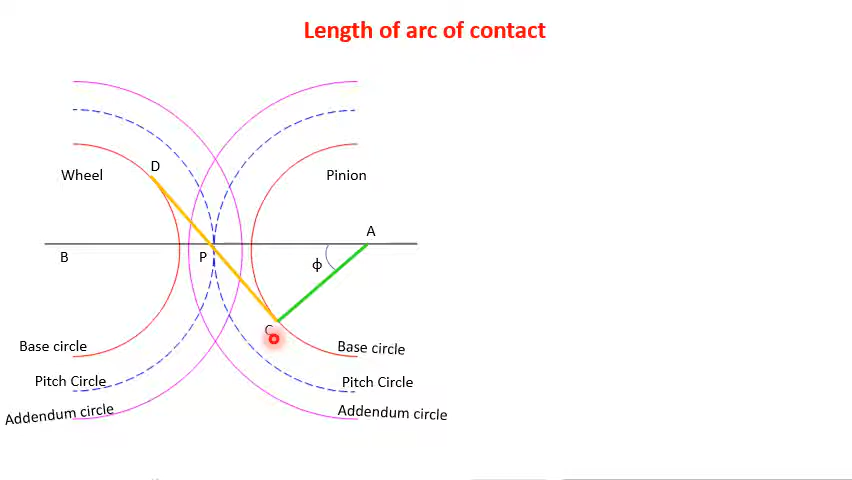 Length of arc of contact
D
Wheel
Pinion
A
B
P
ϕ
C
Base circle
Base circle
Pitch Circle
Pitch Circle
Addendum circle
Addendum circle